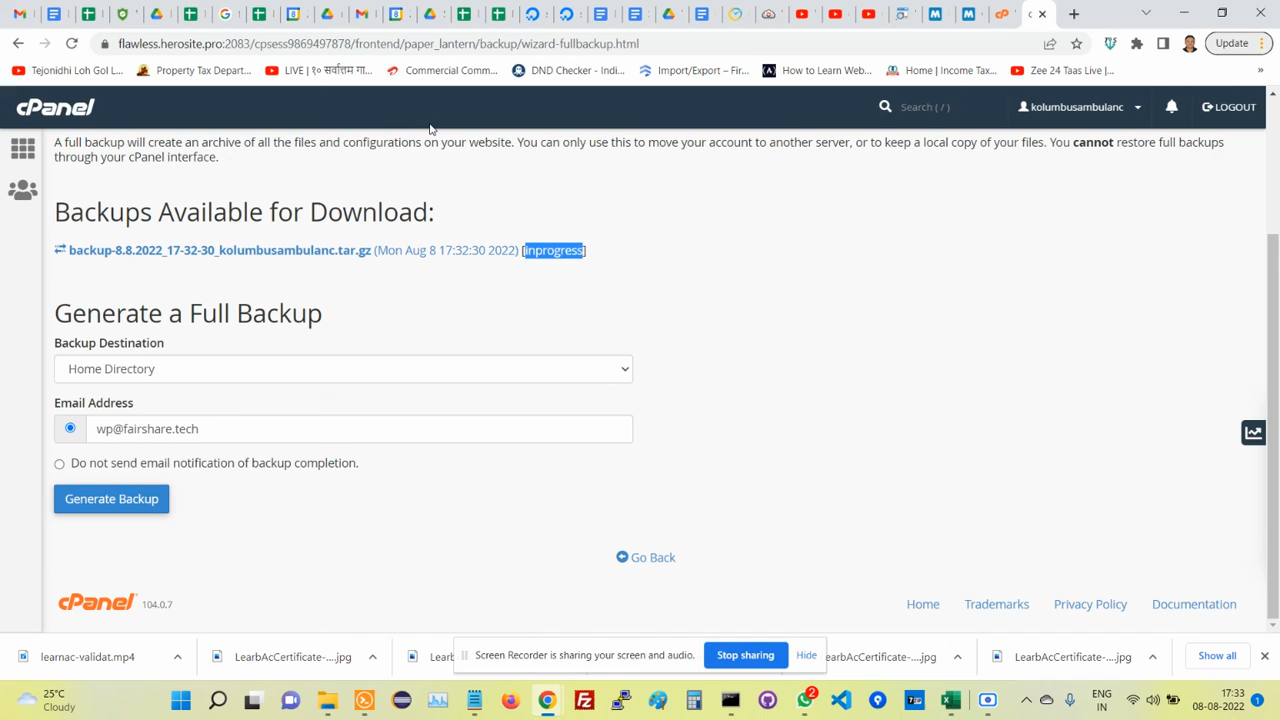 flawless.herosite.pro:2083/cpsess9869497878/frontend/paper_lantern/backup/wizard-fullbackup.html
Update
Tejonidhi Loh Gol L...
Property Tax Depart...
LIVE | १० सर्वात्तम गा...
Commercial Comm...
DND Checker - Indi...
Import/Export – Fir...
How to Learn Web...
Home | Income Tax...
Zee 24 Taas Live |...
cPanel
Search ( / )
kolumbusambulanc
LOGOUT
A full backup will create an archive of all the files and configurations on your website. You can only use this to move your account to another server, or to keep a local copy of your files. You cannot restore full backups
through your cPanel interface.
Backups Available for Download:
backup-8.8.2022_17-32-30_kolumbusambulanc.tar.gz (Mon Aug 8 17:32:30 2022) [inprogress]
Generate a Full Backup
Backup Destination
Home Directory
Email Address
wp@fairshare.tech
Do not send email notification of backup completion.
Generate Backup
Go Back
cPanel 104.0.7
Home
Trademarks
Privacy Policy
Documentation
learnac-validat.mp4
LearbAcCertificate-....jpg
Learb
Screen Recorder is sharing your screen and audio.
Stop sharing
Hide
earbAcCertificate-....jpg
LearbAcCertificate-....jpg
Show all
25°C
Cloudy
2
ENG
IN
17:33
08-08-2022
1